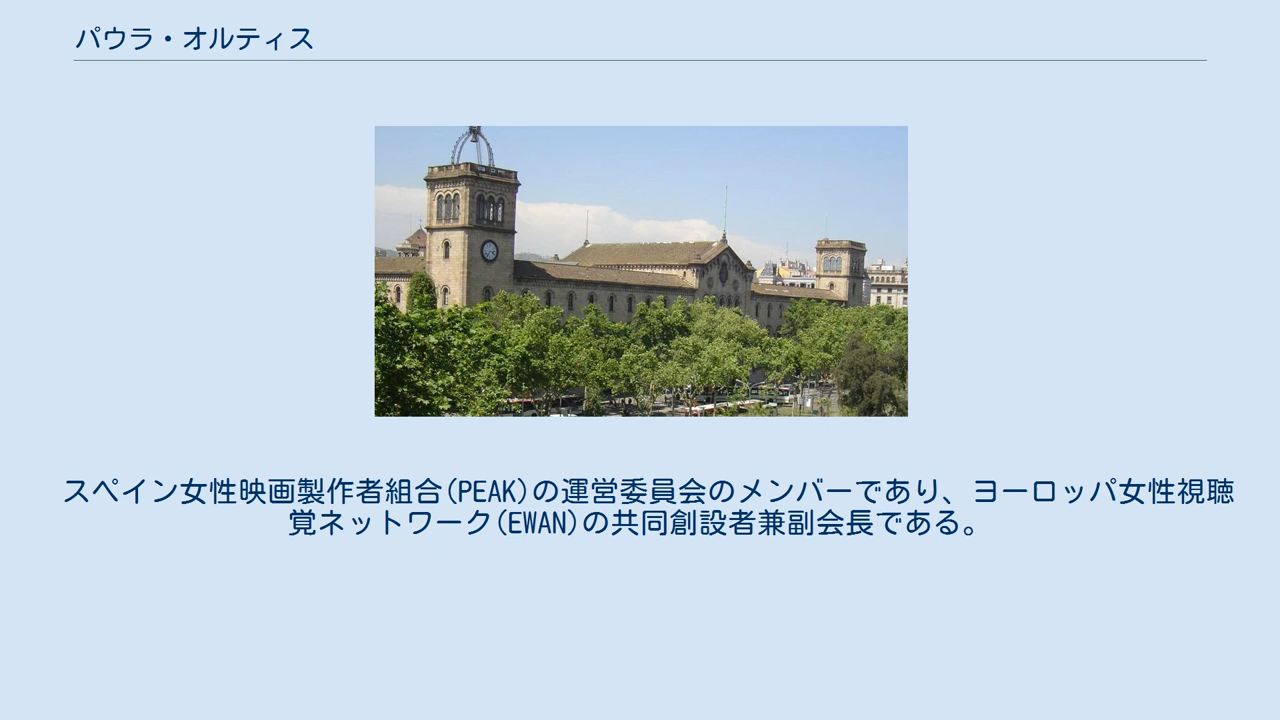 パウラ・オルティス
スペイン女性映画製作者組合(PEAK)の運営委員会のメンバーであり、ヨーロッパ女性視聴
覚ネットワーク(EWAN)の共同創設者兼副会長である。